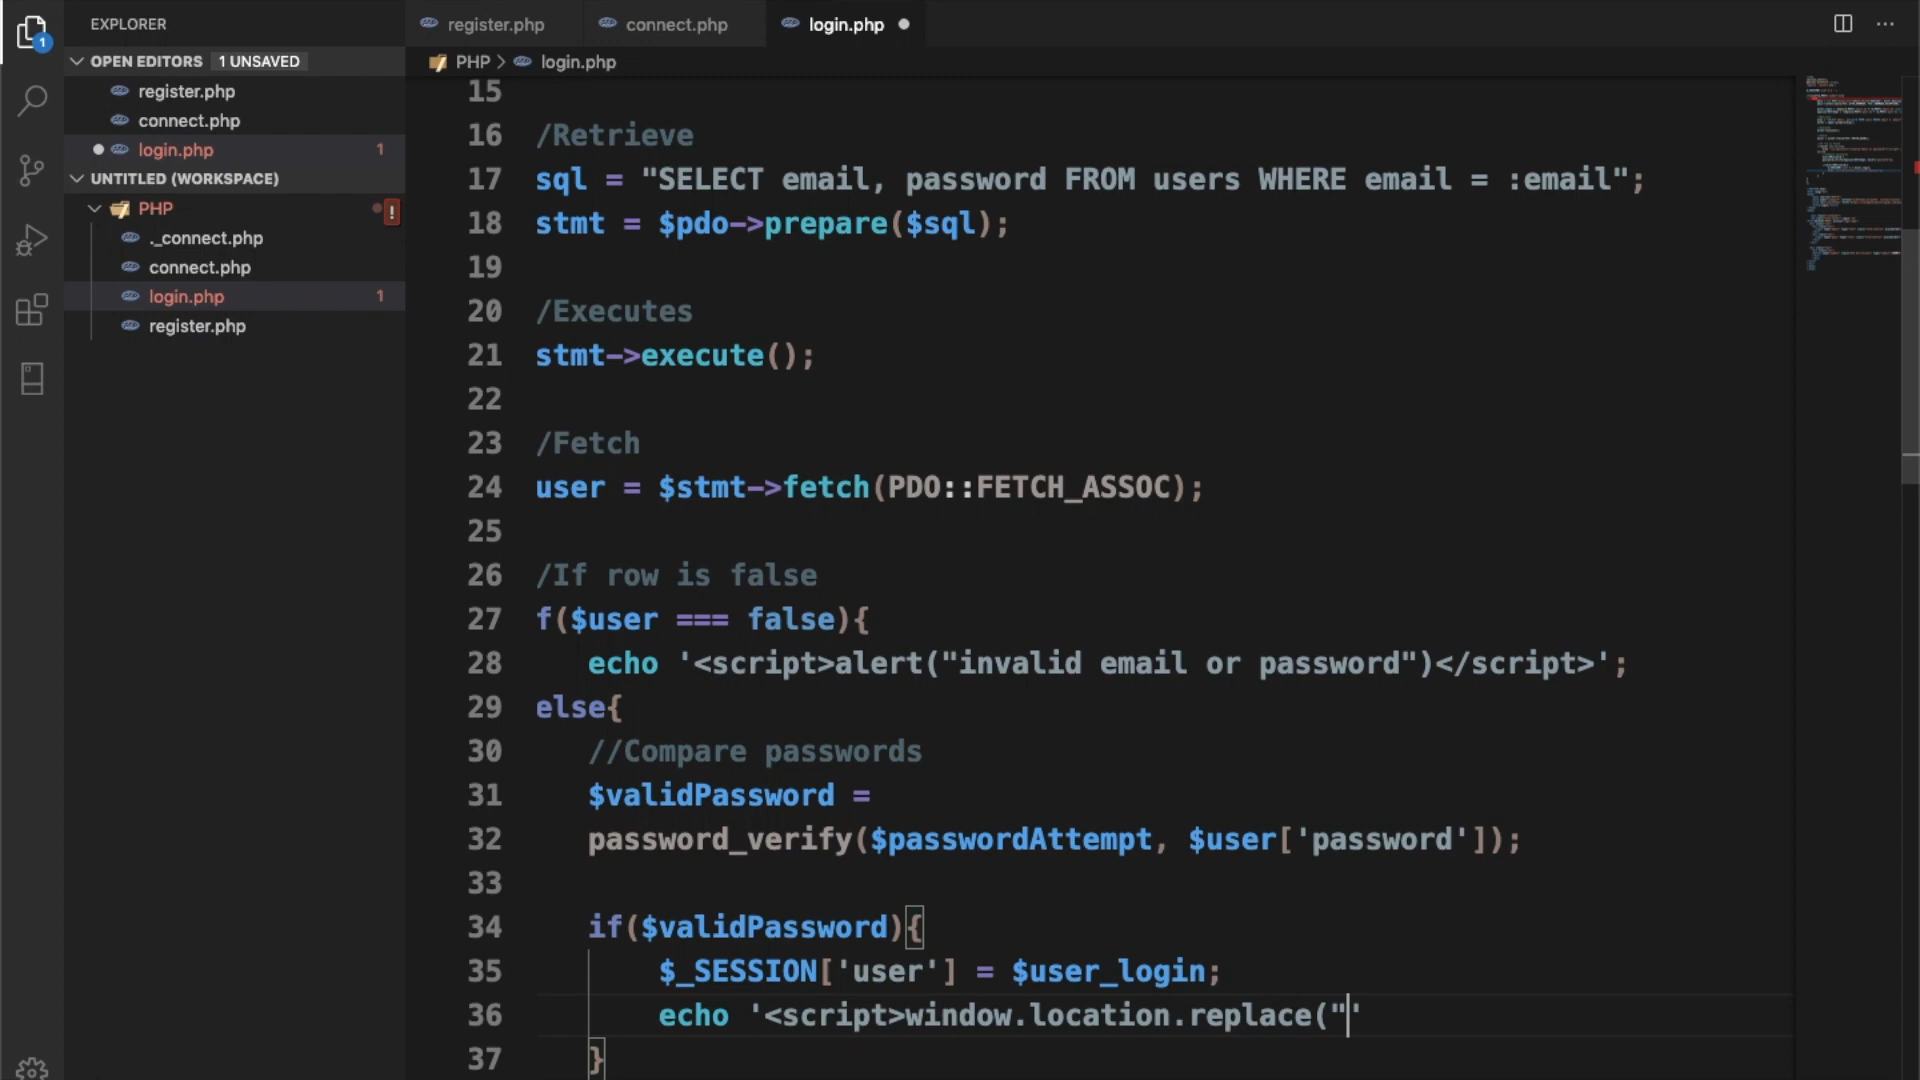 EXPLORER
register.php
connect.php
login.php
OPEN EDITORS 1 UNSAVED
register.php
connect.php
login.php 1
UNTITLED (WORKSPACE)
PHP !
._connect.php
connect.php
login.php 1
register.php
1
PHP > login.php
15
16 /Retrieve
17 sql = "SELECT email, password FROM users WHERE email = :email";
18 stmt = $pdo->prepare($sql);
19
20 /Executes
21 stmt->execute();
22
23 /Fetch
24 user = $stmt->fetch(PDO::FETCH_ASSOC);
25
26 /If row is false
27 f($user === false){
28 echo '<script>alert("invalid email or password")</script>';
29 else{
30 //Compare passwords
31 $validPassword =
32 password_verify($passwordAttempt, $user['password']);
33
34 if($validPassword){
35 $_SESSION['user'] = $user_login;
36 echo '<script>window.location.replace("'
37 }